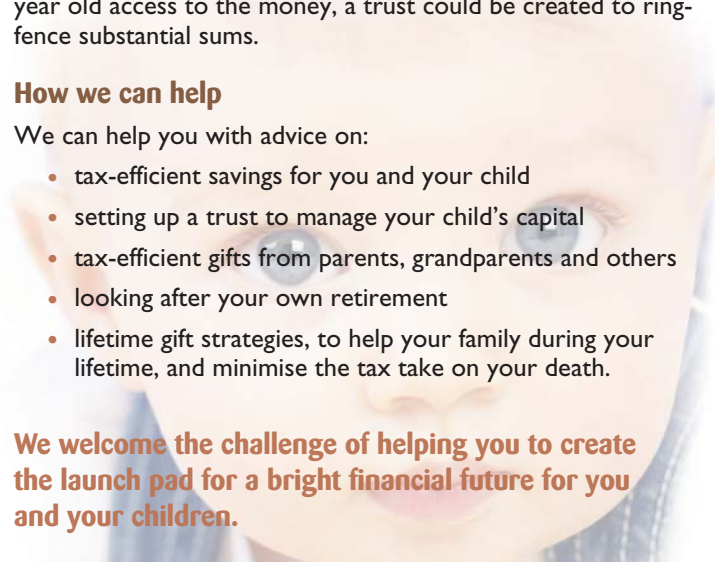 year old access to the money, a trust could be created to ring-
fence substantial sums.
How we can help
We can help you with advice on:
• tax-efficient savings for you and your child
• setting up a trust to manage your child's capital
• tax-efficient gifts from parents, grandparents and others
• looking after your own retirement
• lifetime gift strategies, to help your family during your
lifetime, and minimise the tax take on your death.
We welcome the challenge of helping you to create
the launch pad for a bright financial future for you
and your children.